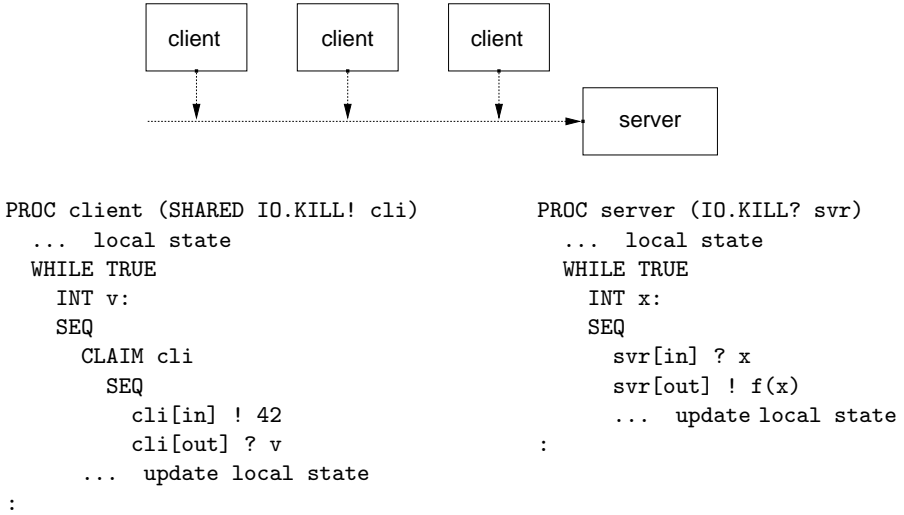 client
client
client
server
PROC client (SHARED IO.KILL! cli)
... local state
WHILE TRUE
INT v:
SEQ
CLAIM cli
SEQ
cli[in] ! 42
cli[out] ? v
... update local state
:
PROC server (IO.KILL? svr)
... local state
WHILE TRUE
INT x:
SEQ
svr[in] ? x
svr[out] ! f(x)
... update local state
: